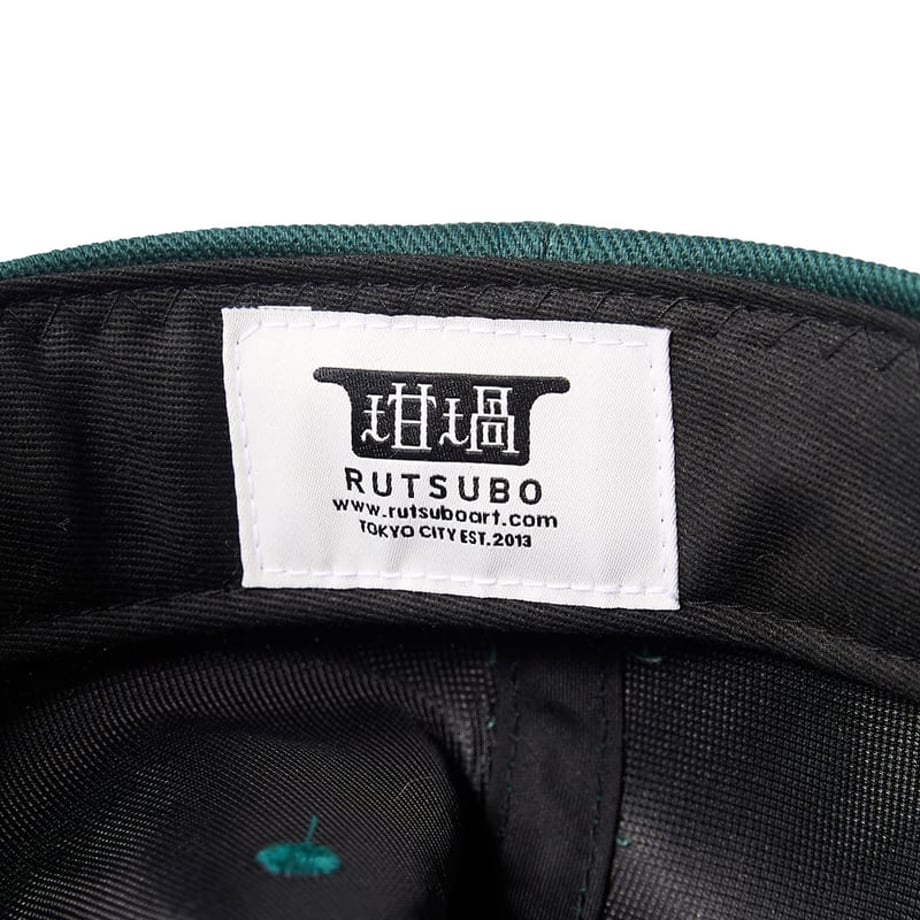 坩堝
RUTSUBO
www.rutsuboart.com
TOKYO CITY EST.2013